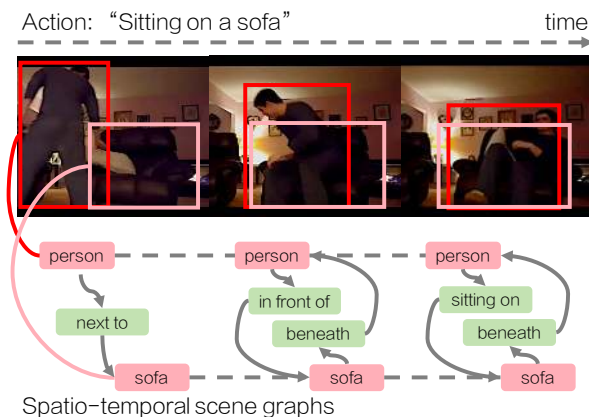 Action: “Sitting on a sofa” time
person person person
in front of sitting on
next to beneath beneath
sofa sofa sofa
Spatio-temporal scene graphs